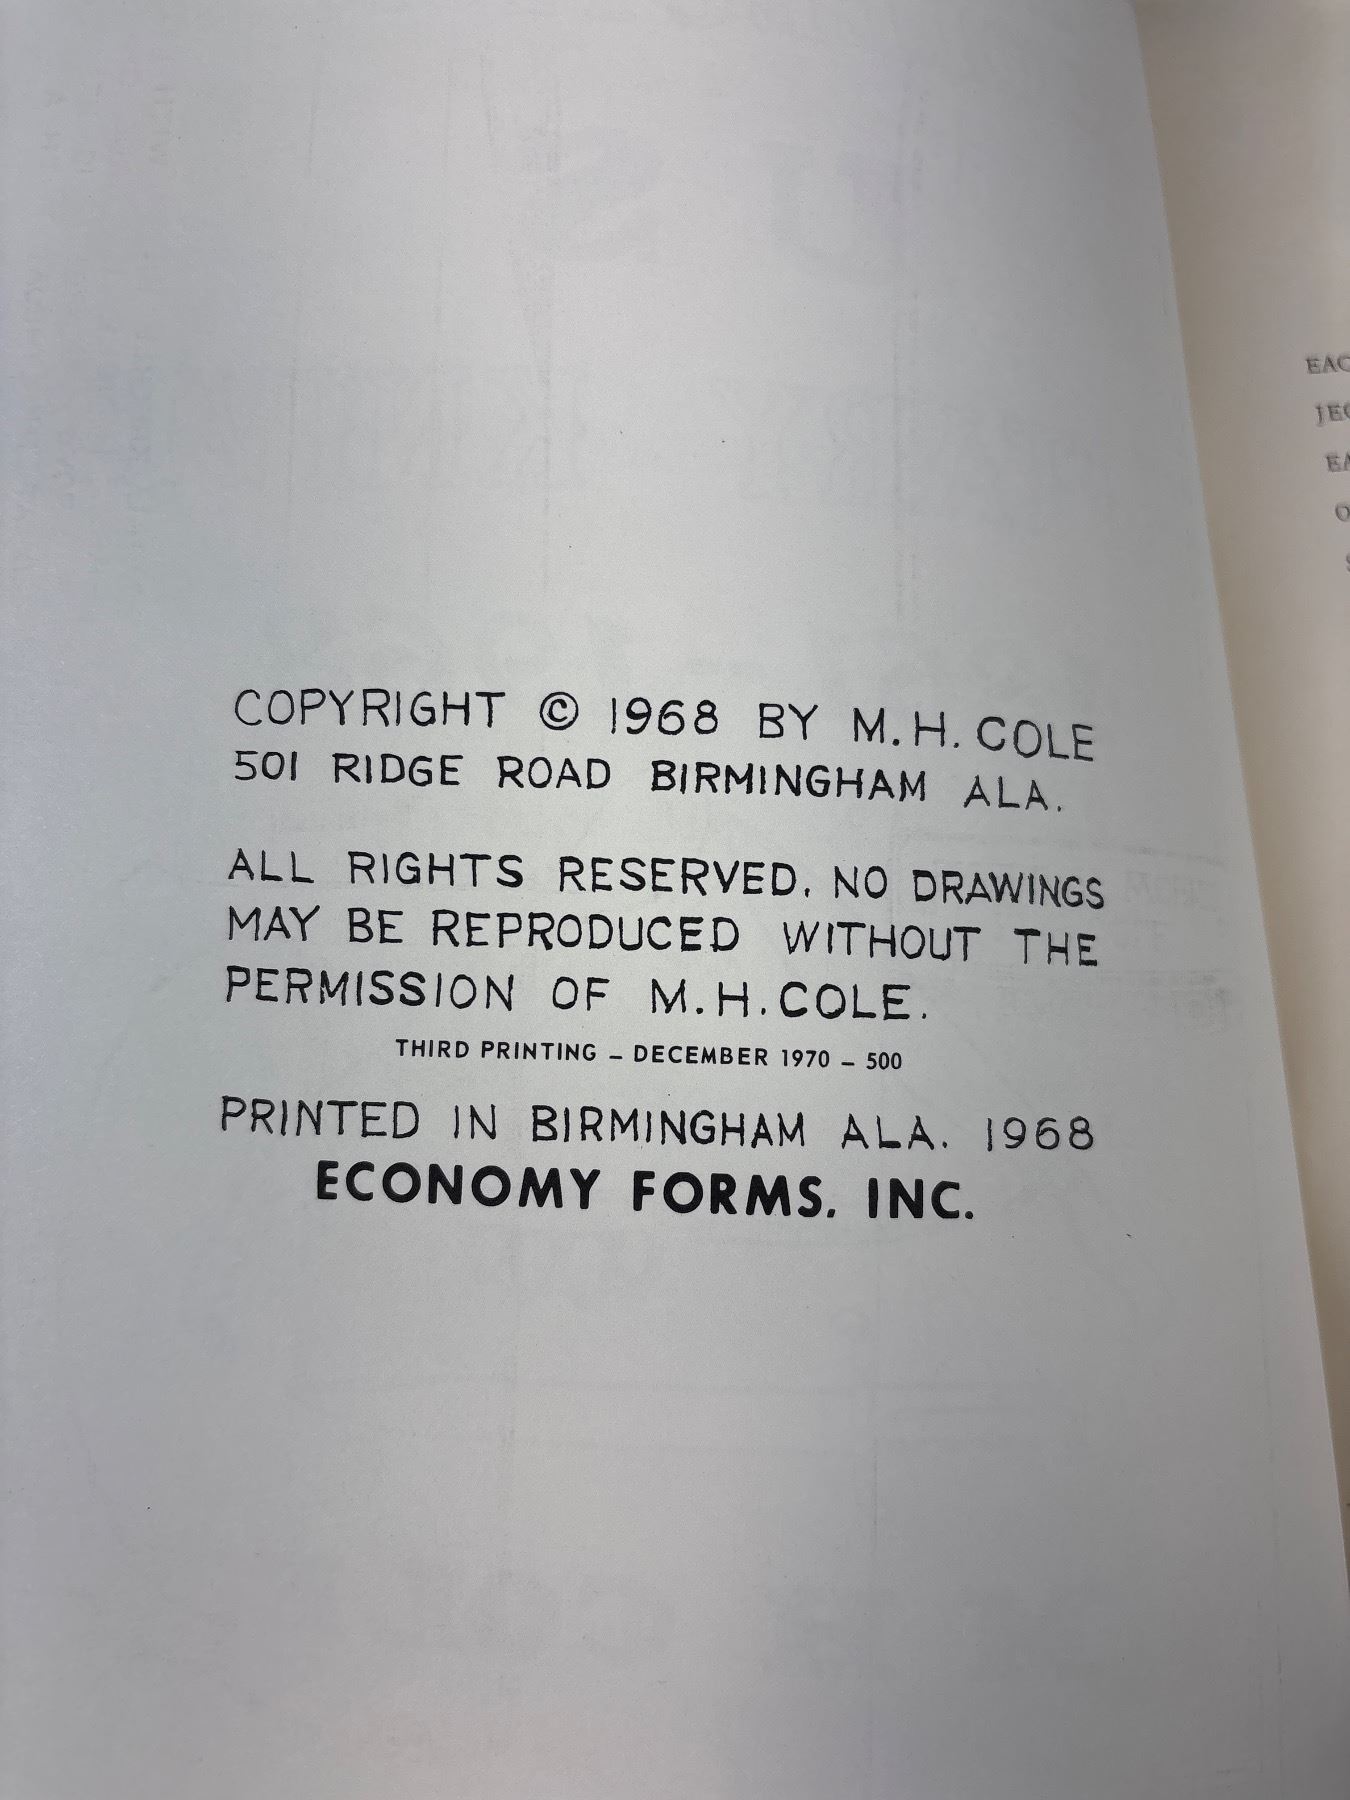 COPYRIGHT © 1968 BY M.H. COLE
501 RIDGE ROAD BIRMINGHAM ALA.
ALL RIGHTS RESERVED. NO DRAWINGS
MAY BE REPRODUCED WITHOUT THE
PERMISSION OF M.H. COLE.
THIRD PRINTING – DECEMBER 1970 – 500
PRINTED IN BIRMINGHAM ALA. 1968
ECONOMY FORMS, INC.